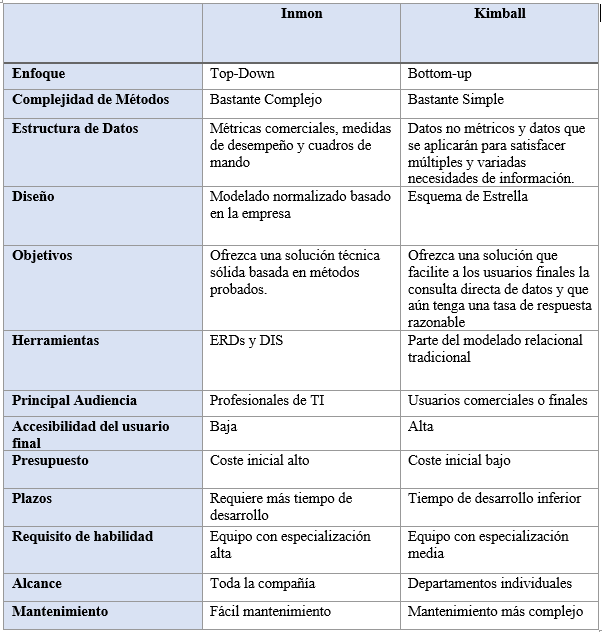 Inmon Kimball
Enfoque Top-Down Bottom-up
Complejidad de Métodos Bastante Complejo Bastante Simple
Estructura de Datos Métricas comerciales, medidas
de desempeño y cuadros de
mando
Datos no métricos y datos que
se aplicarán para satisfacer
múltiples y variadas
necesidades de información.
Diseño Modelado normalizado basado
en la empresa
Esquema de Estrella
Objetivos Ofrezca una solución técnica
sólida basada en métodos
probados.
Ofrezca una solución que
facilite a los usuarios finales la
consulta directa de datos y que
aún tenga una tasa de respuesta
razonable
Herramientas ERDs y DIS Parte del modelado relacional
tradicional
Principal Audiencia Profesionales de TI Usuarios comerciales o finales
Accesibilidad del usuario
final
Baja Alta
Presupuesto Coste inicial alto Coste inicial bajo
Plazos Requiere más tiempo de
desarrollo
Tiempo de desarrollo inferior
Requisito de habilidad Equipo con especialización
alta
Equipo con especialización
media
Alcance Toda la compañía Departamentos individuales
Mantenimiento Fácil mantenimiento Mantenimiento más complejo